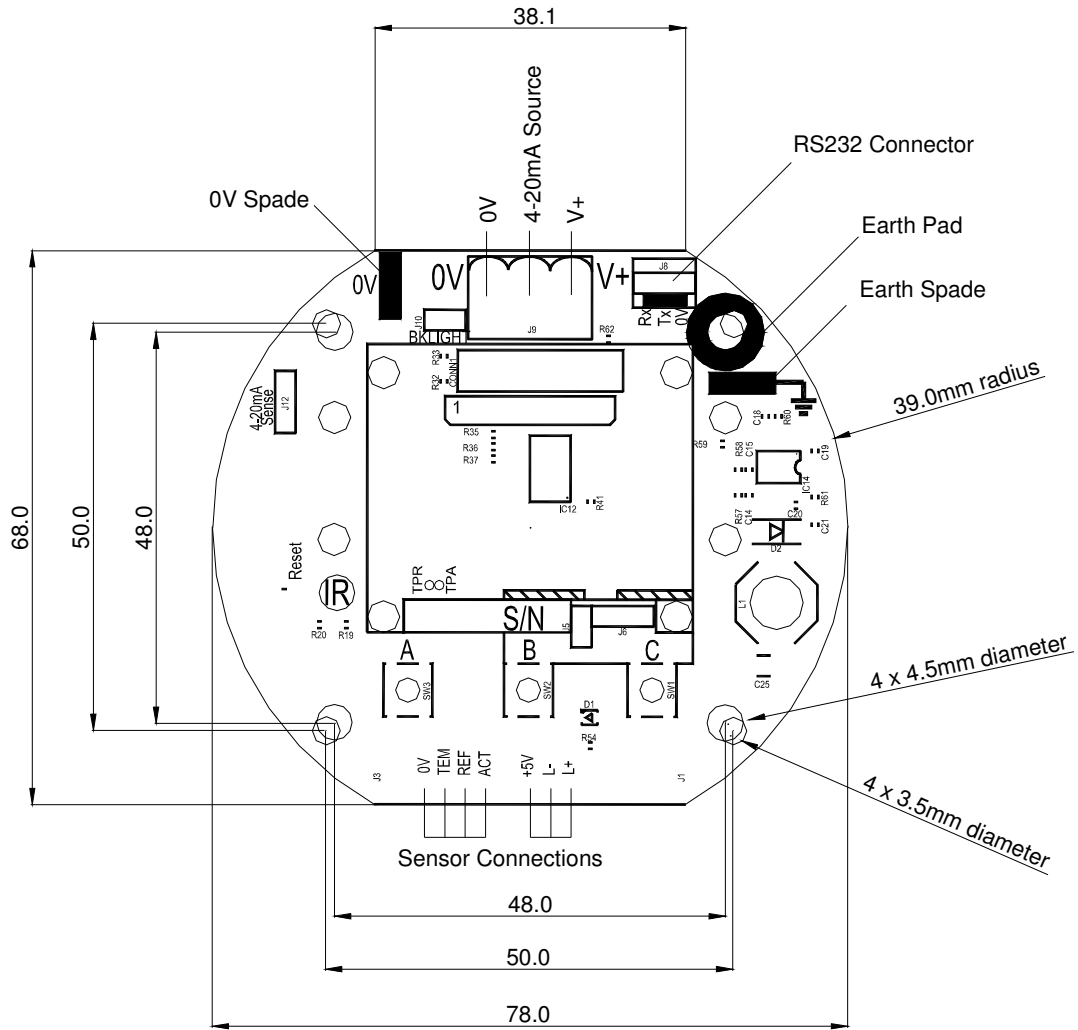 38.1
4-20mA Source
0V
V+
RS232 Connector
0V Spade
Earth Pad
Earth Spade
0V
0V
V+
J8
Rx
Tx
0V
J10
J9
BKLIGH
R62
R33
R32
CONN1
39.0mm radius
4-20mA
Sense
J12
1
C18
R60
R35
R36
R37
R59
R58
C15
C19
IC14
IC12
R41
R57
C14
C20
R61
C21
D2
68.0
50.0
48.0
Reset
TPR
TPA
IR
R20
R19
S/N
J5
J6
L1
A
B
C
SW3
SW2
SW1
C25
4 x 4.5mm diameter
D1
R54
J3
0V
TEM
REF
ACT
+5V
L-
L+
J1
4 x 3.5mm diameter
Sensor Connections
48.0
50.0
78.0